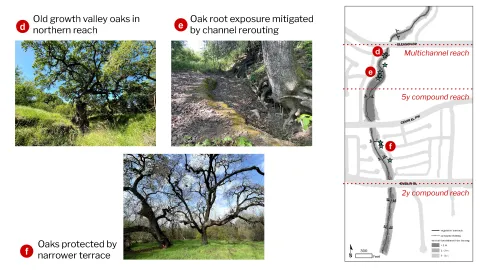 d
Old growth valley oaks in
northern reach
e
Oak root exposure mitigated
by channel rerouting
f
Oaks protected by
narrower terrace
d
Multichannel reach
e
5y compound reach
f
2y compound reach
N